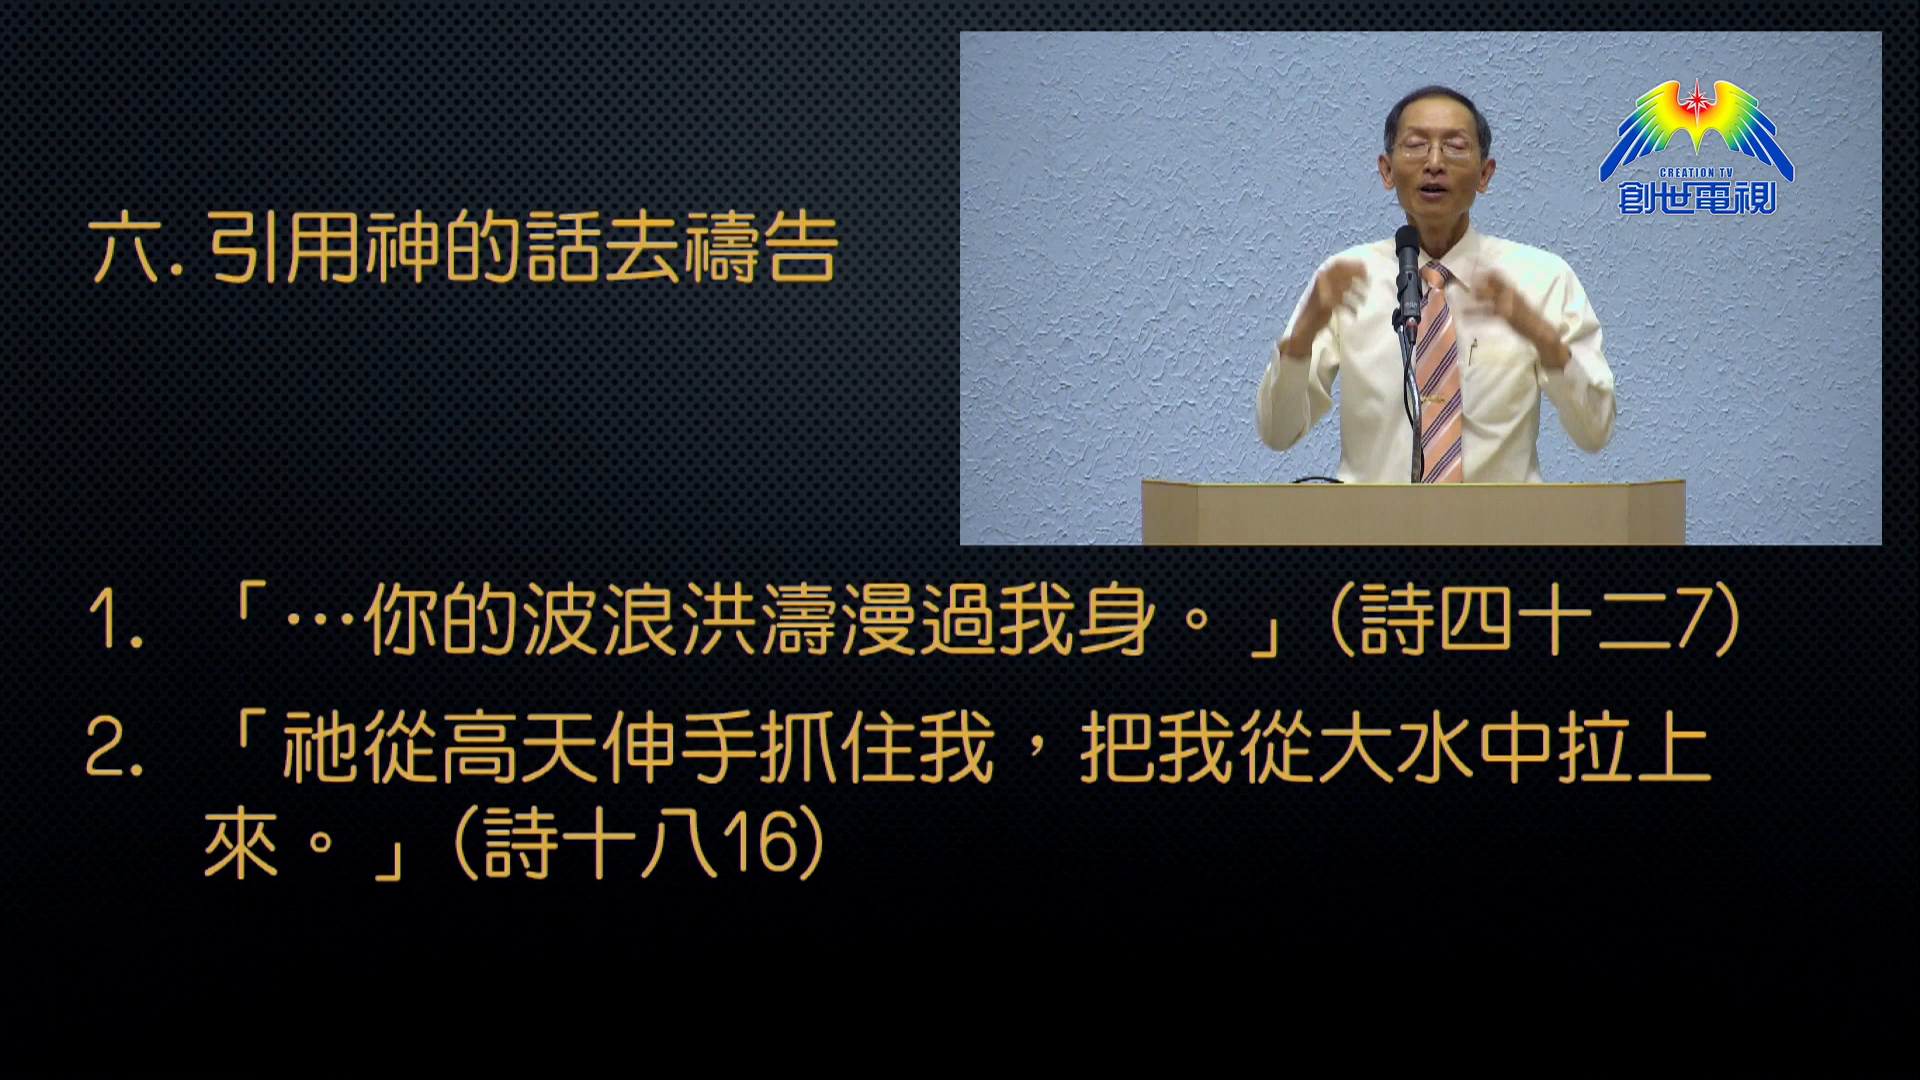 CREATION TV
創世電視
六. 引用神的話去禱告
1. 「…你的波浪洪濤漫過我身。」(詩四十二7)
2. 「祂從高天伸手抓住我，把我從大水中拉上
來。」(詩十八16)